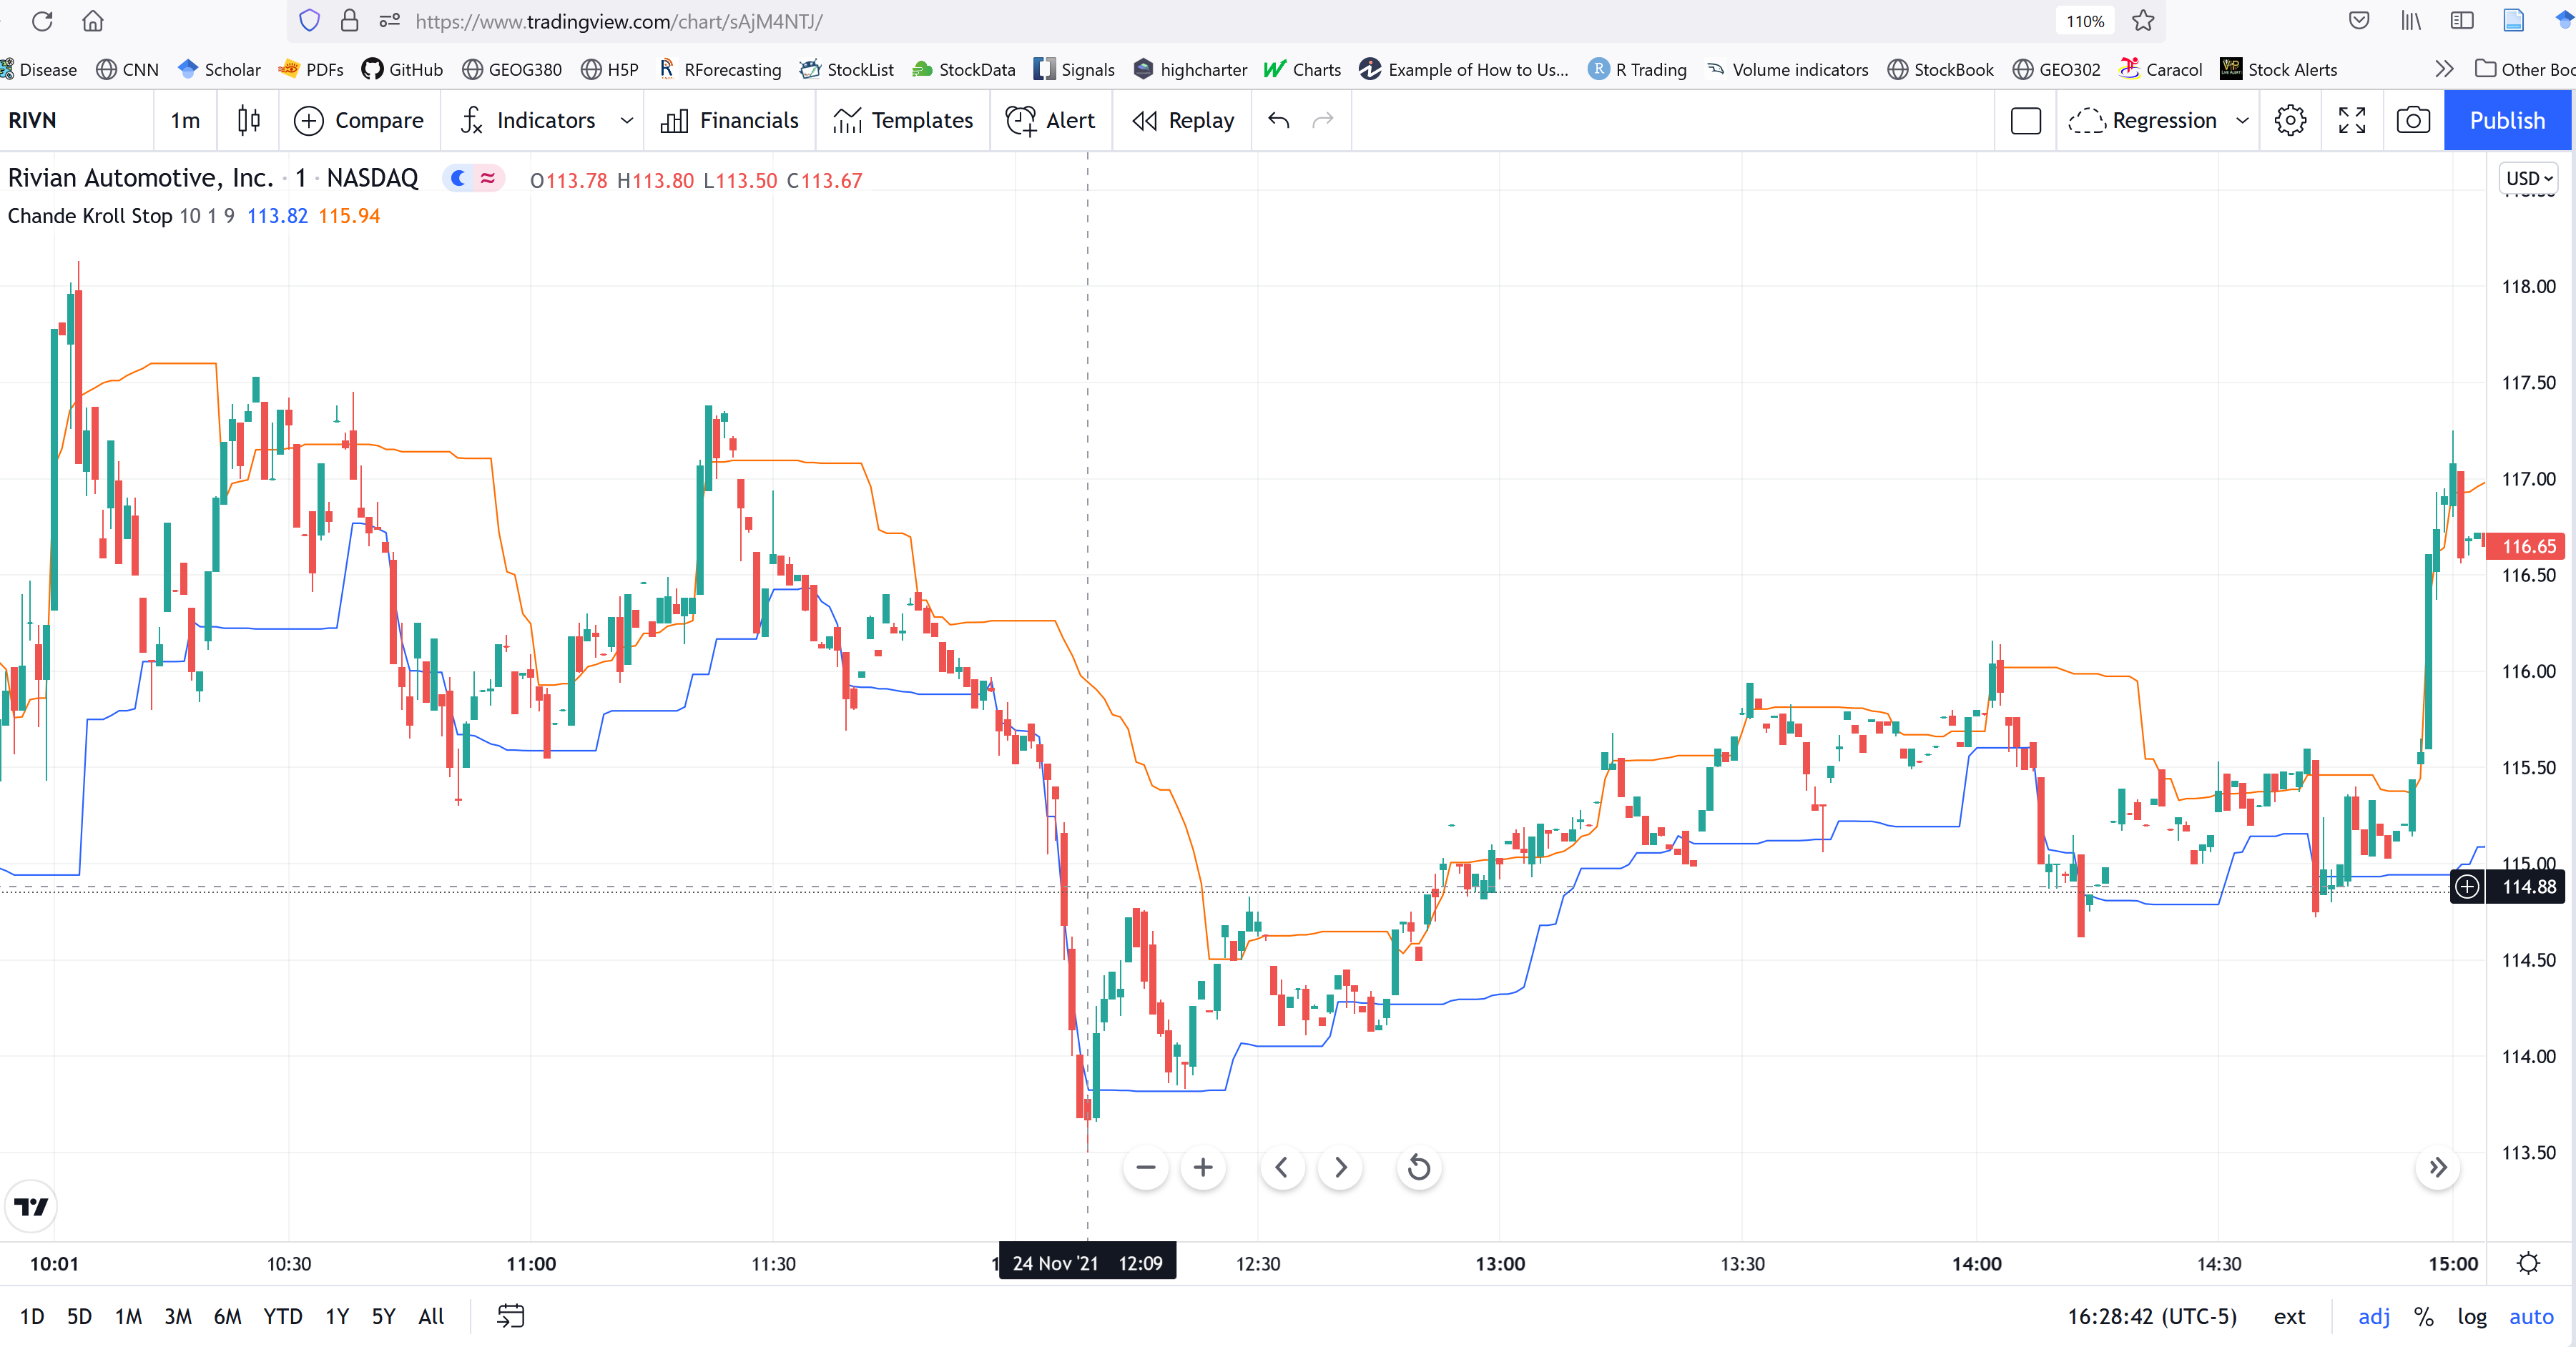 https://www.tradingview.com/chart/sAjM4NTJ/ 110%
Disease CNN Scholar PDFs GitHub GEOG380 H5P RForecasting StockList StockData Signals highcharter Charts Example of How to Us... R Trading Volume indicators StockBook GEO302 Caracol Stock Alerts Other Boo
RIVN 1m Compare Indicators Financials Templates Alert Replay Regression Publish
Rivian Automotive, Inc. · 1 · NASDAQ O113.78 H113.80 L113.50 C113.67 USD
Chande Kroll Stop 10 1 9 113.82 115.94
118.00
117.50
117.00
116.65
116.50
116.00
115.50
115.00
114.88
114.50
114.00
113.50
10:01 10:30 11:00 11:30 24 Nov '21 12:09 12:30 13:00 13:30 14:00 14:30 15:00
1D 5D 1M 3M 6M YTD 1Y 5Y All 16:28:42 (UTC-5) ext adj % log auto